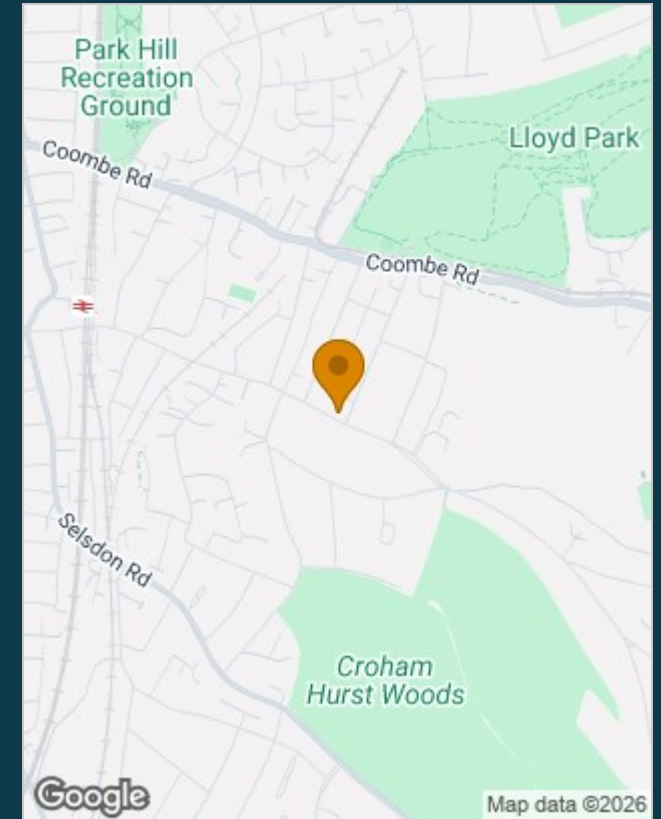 Park Hill
Recreation
Ground
Lloyd Park
Coombe Rd
Coombe Rd
Selsdon Rd
Croham
Hurst Woods
Google
Map data ©2026